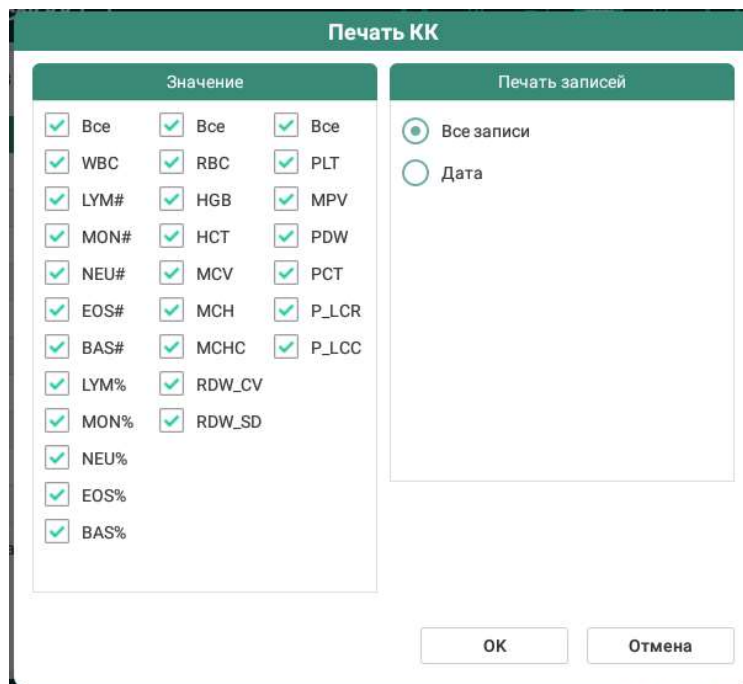 Печать КК
Значение
Печать записей
Все Все Все
WBC RBC PLT
LYM# HGB MPV
MON# HCT PDW
NEU# MCV PCT
EOS# MCH P_LCR
BAS# MCHC P_LCC
LYM% RDW_CV
MON% RDW_SD
NEU%
EOS%
BAS%
Все записи
Дата
OK Отмена